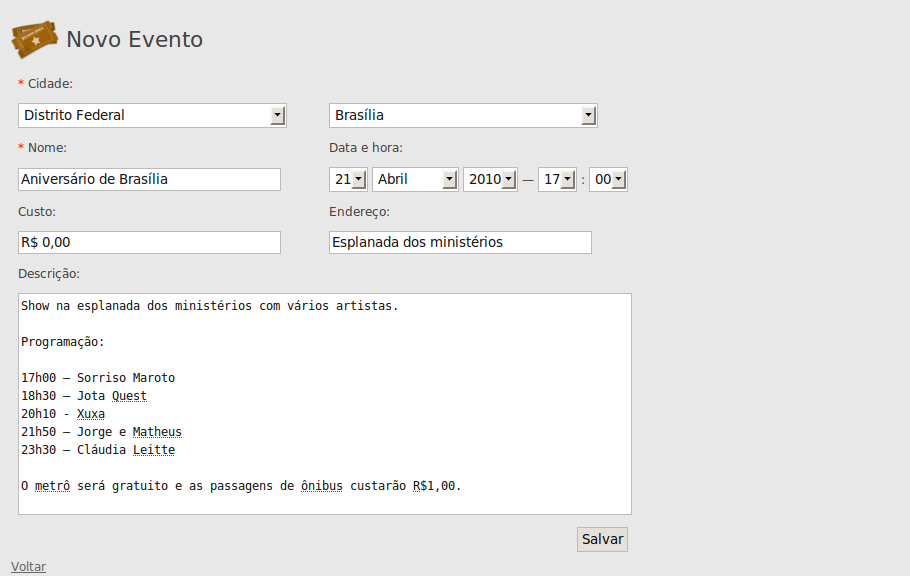 Novo Evento
* Cidade:
Distrito Federal Brasília
* Nome: Data e hora:
Aniversário de Brasília 21 Abril 2010 — 17 : 00
Custo: Endereço:
R$ 0,00 Esplanada dos ministérios
Descrição:
Show na esplanada dos ministérios com vários artistas.
Programação:
17h00 – Sorriso Maroto
18h30 – Jota Quest
20h10 - Xuxa
21h50 – Jorge e Matheus
23h30 – Cláudia Leitte
O metrô será gratuito e as passagens de ônibus custarão R$1,00.
Salvar
Voltar